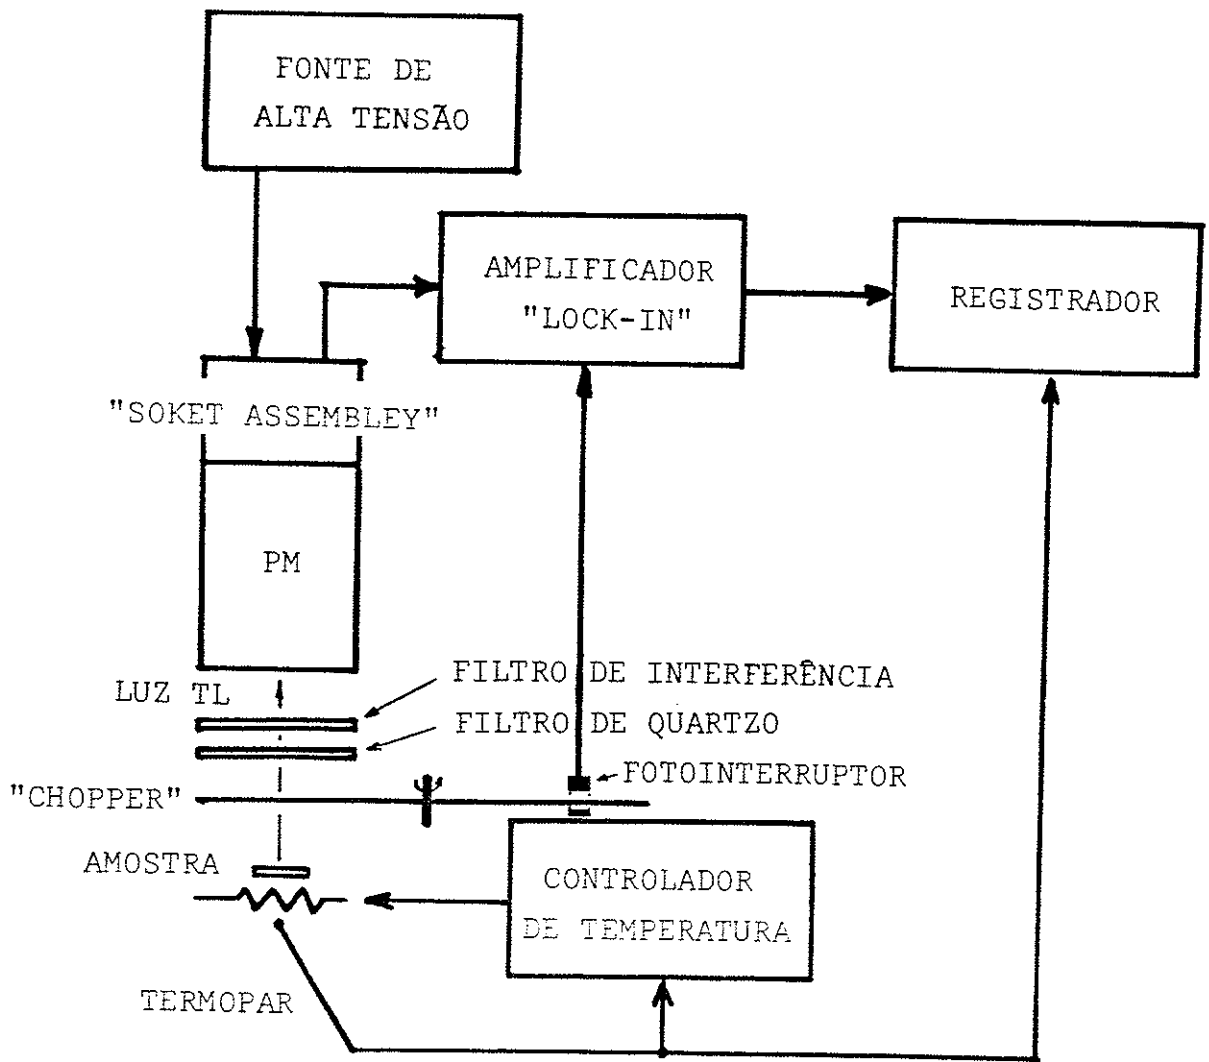 FONTE DE
ALTA TENSÃO
AMPLIFICADOR
"LOCK-IN"
REGISTRADOR
"SOKET ASSEMBLEY"
PM
LUZ TL
FILTRO DE INTERFERÊNCIA
FILTRO DE QUARTZO
FOTOINTERRUPTOR
"CHOPPER"
AMOSTRA
CONTROLADOR
DE TEMPERATURA
TERMOPAR